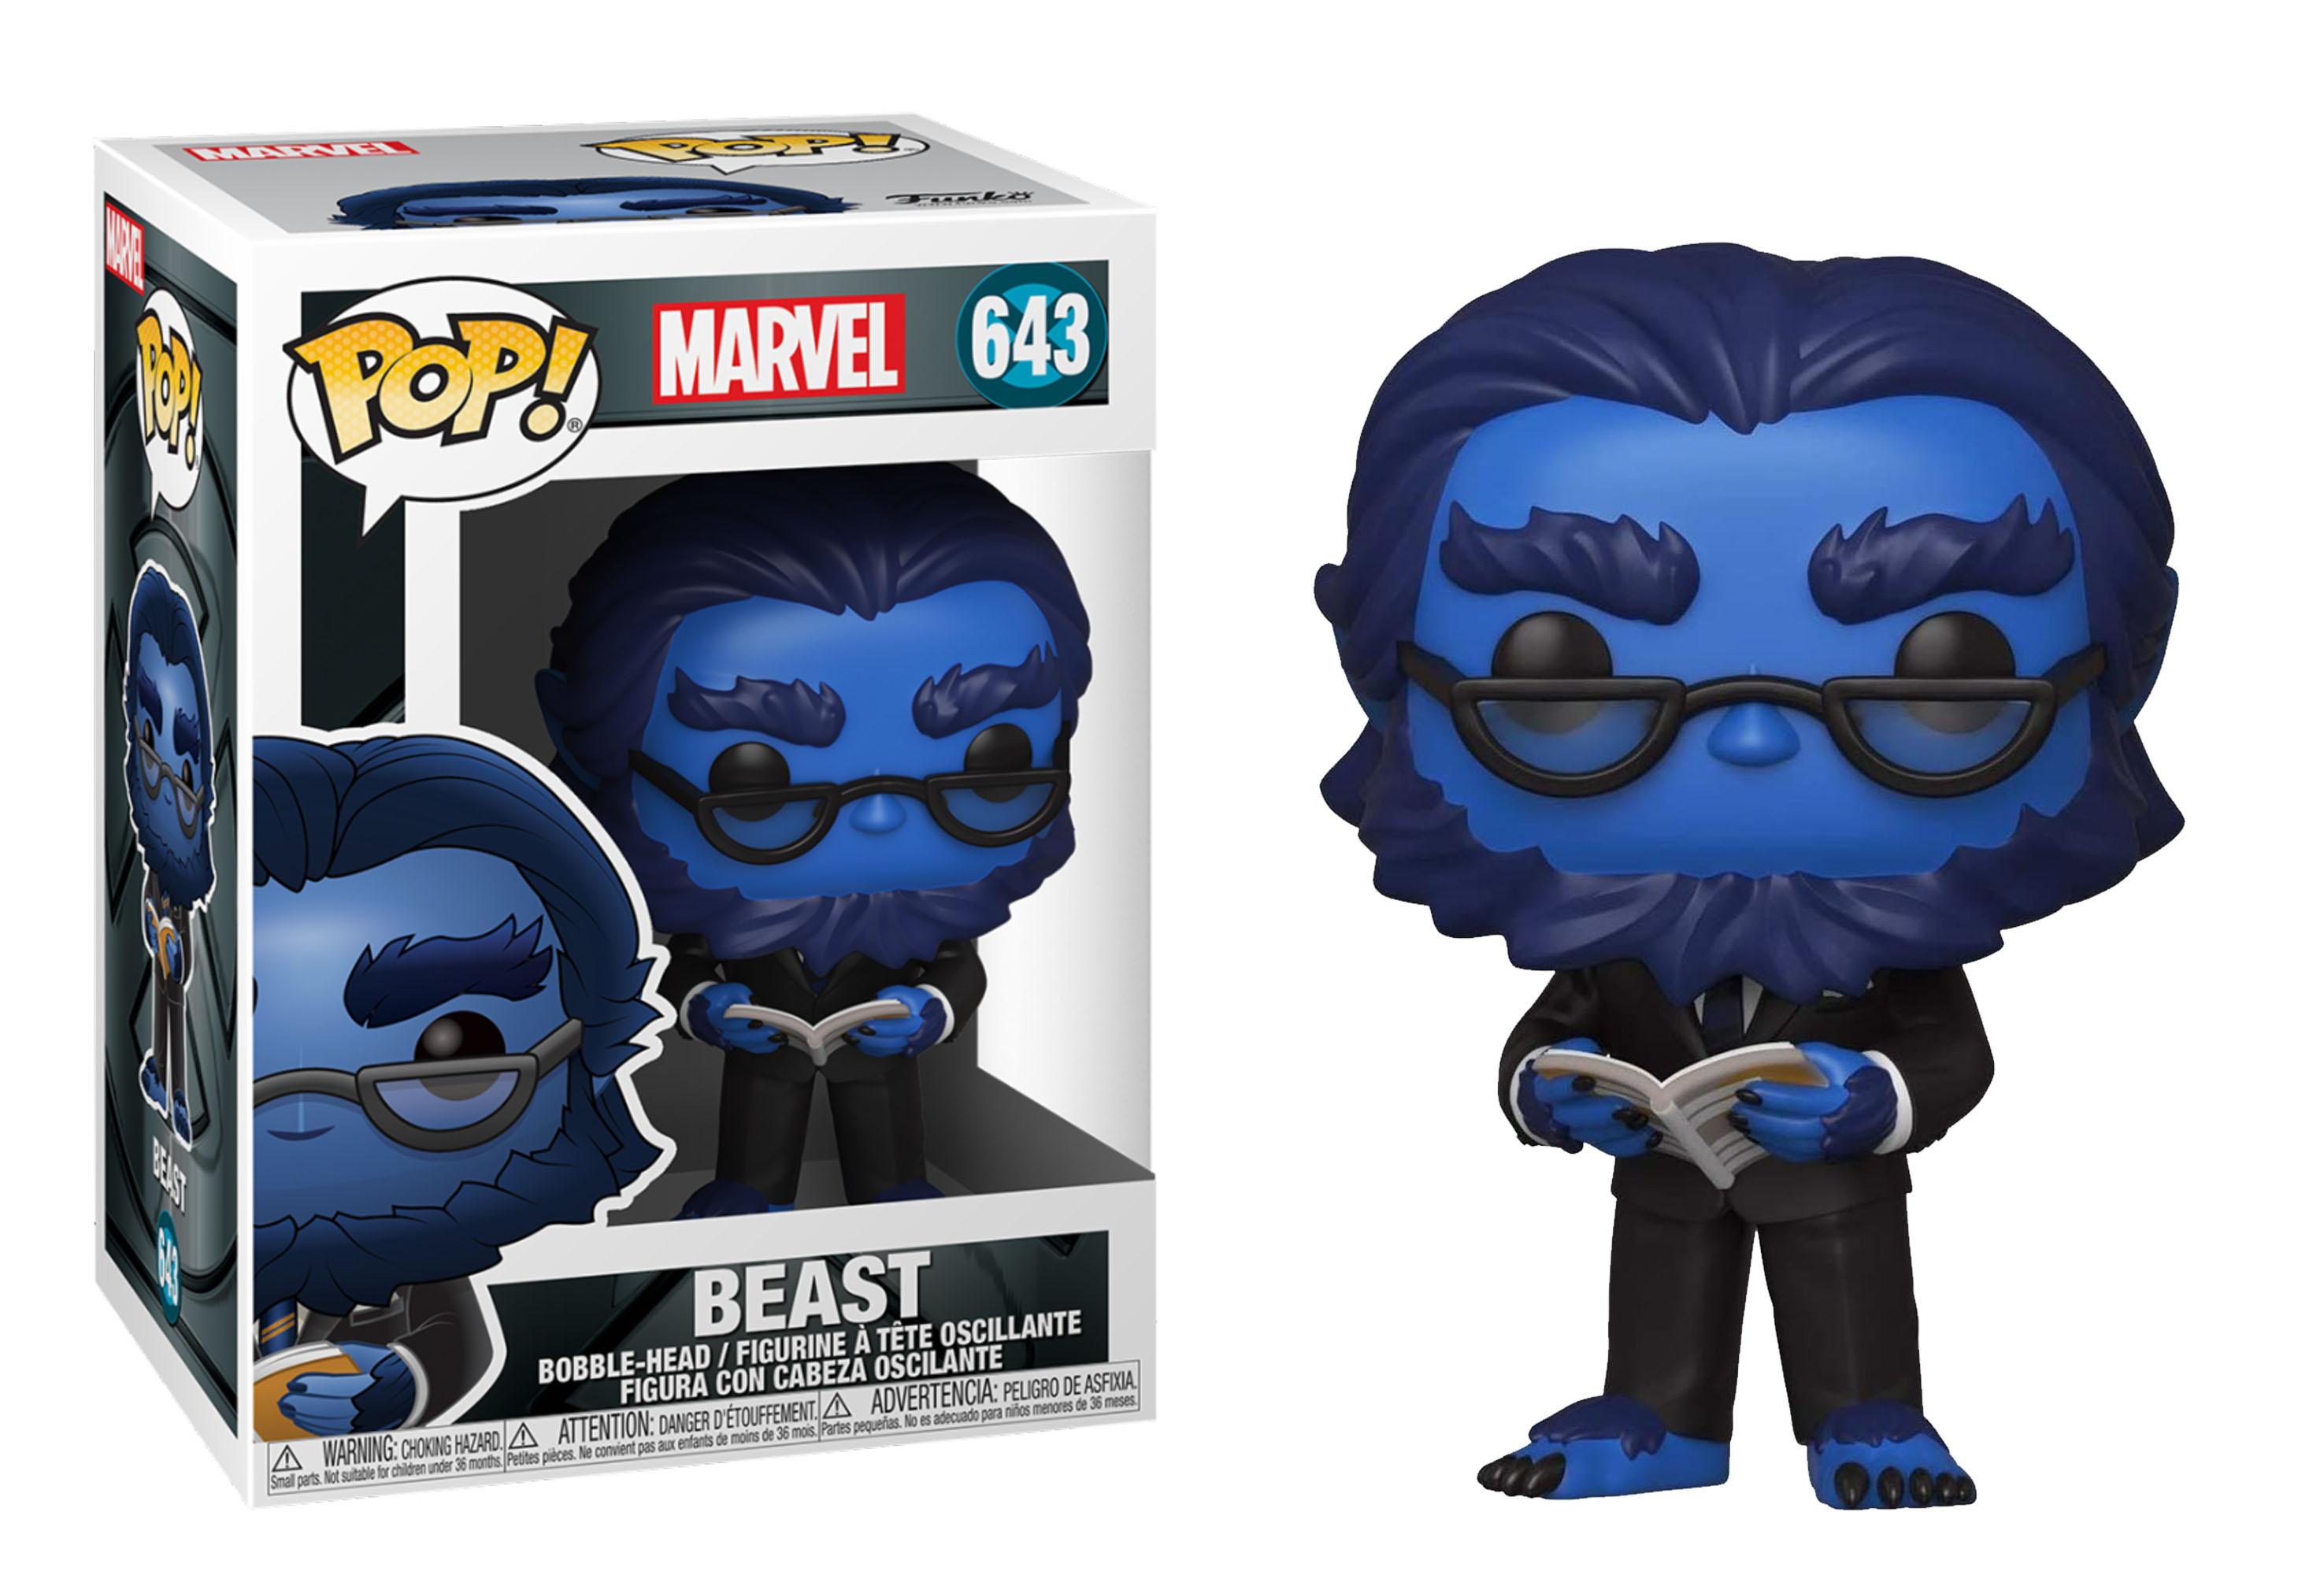 MARVEL
POP!
Funko
MARVEL
POP!
BEAST
643
POP!®
MARVEL
643
BEAST
BOBBLE-HEAD / FIGURINE À TÊTE OSCILLANTE
FIGURA CON CABEZA OSCILANTE
WARNING: CHOKING HAZARD.
Small parts. Not suitable for children under 36 months.
ATTENTION: DANGER D'ÉTOUFFEMENT.
Petites pièces. Ne convient pas aux enfants de moins de 36 mois.
ADVERTENCIA: PELIGRO DE ASFIXIA.
Partes pequeñas. No es adecuado para niños menores de 36 meses.